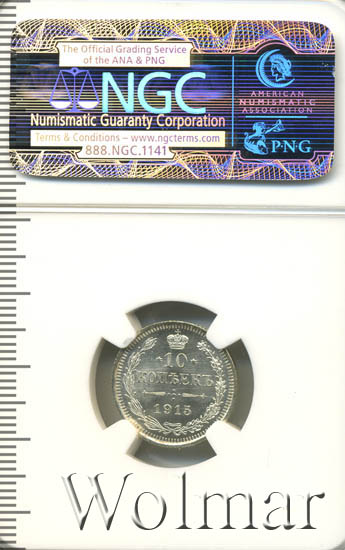 The Official Grading Service
of the ANA & PNG
NGC
Numismatic Guaranty Corporation
Terms & Conditions – www.ngcterms.com
888.NGC.1141
AMERICAN
NUMISMATIC
ASSOCIATION
PNG
10
КОПѢЕКЪ
1915
Wolmar